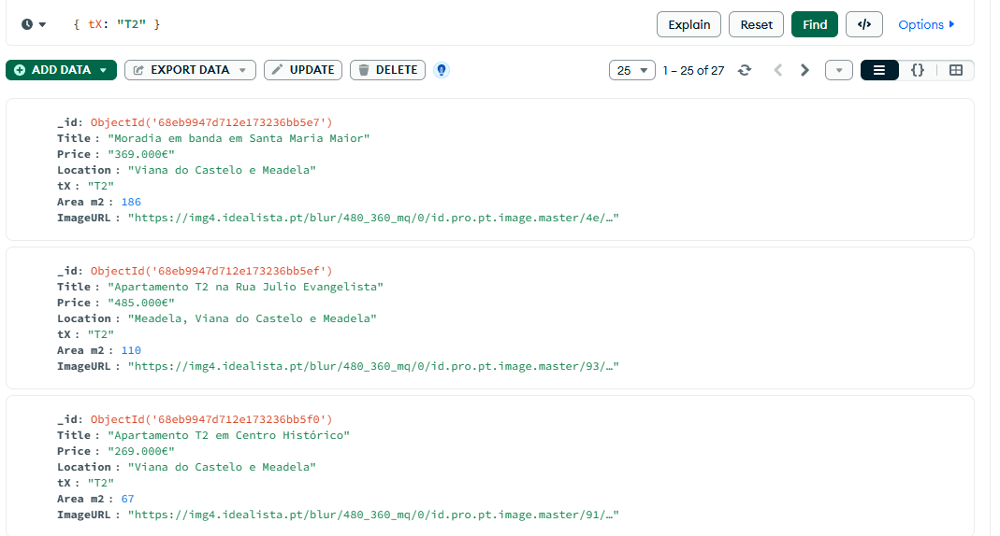 { tX: "T2" }
Explain
Reset
Find
</>
Options
ADD DATA
EXPORT DATA
UPDATE
DELETE
25
1 – 25 of 27
{}
_id: ObjectId('68eb9947d712e173236bb5e7')
Title : "Moradia em banda em Santa Maria Maior"
Price : "369.000€"
Location : "Viana do Castelo e Meadela"
tX : "T2"
Area m2 : 186
ImageURL : "https://img4.idealista.pt/blur/480_360_mq/0/id.pro.pt.image.master/4e/…"
_id: ObjectId('68eb9947d712e173236bb5ef')
Title : "Apartamento T2 na Rua Julio Evangelista"
Price : "485.000€"
Location : "Meadela, Viana do Castelo e Meadela"
tX : "T2"
Area m2 : 110
ImageURL : "https://img4.idealista.pt/blur/480_360_mq/0/id.pro.pt.image.master/93/…"
_id: ObjectId('68eb9947d712e173236bb5f0')
Title : "Apartamento T2 em Centro Histórico"
Price : "269.000€"
Location : "Viana do Castelo e Meadela"
tX : "T2"
Area m2 : 67
ImageURL : "https://img4.idealista.pt/blur/480_360_mq/0/id.pro.pt.image.master/91/…"